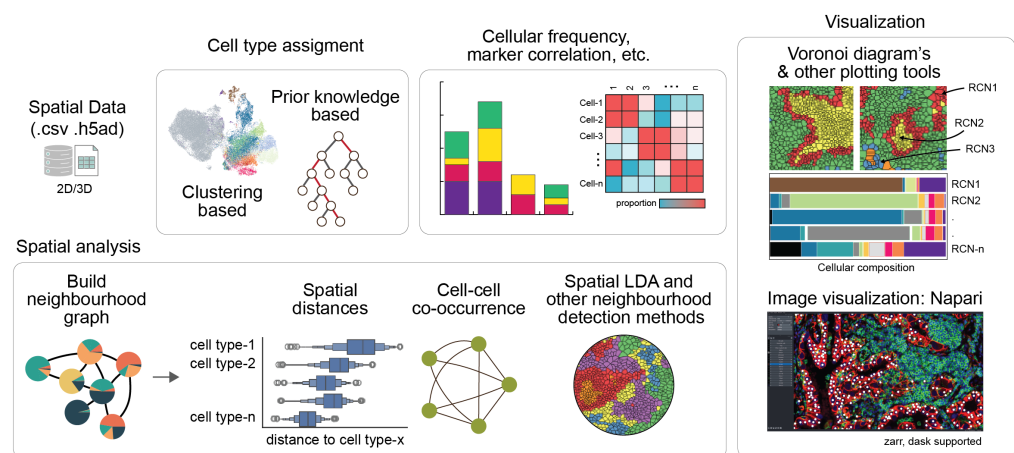 Visualization
Cell type assigment
Cellular frequency,
marker correlation, etc.
Voronoi diagram's
& other plotting tools
Spatial Data
(.csv .h5ad)
2D/3D
Prior knowledge
based
Clustering
based
1 2 3 ... n
Cell-1
Cell-2
Cell-3
...
Cell-n
proportion
RCN1
RCN2
RCN3
RCN1
RCN2
.
.
RCN-n
Cellular composition
Spatial analysis
Build
neighbourhood
graph
Spatial
distances
cell type-1
cell type-2
cell type-n
distance to cell type-x
Cell-cell
co-occurrence
Spatial LDA and
other neighbourhood
detection methods
Image visualization: Napari
zarr, dask supported